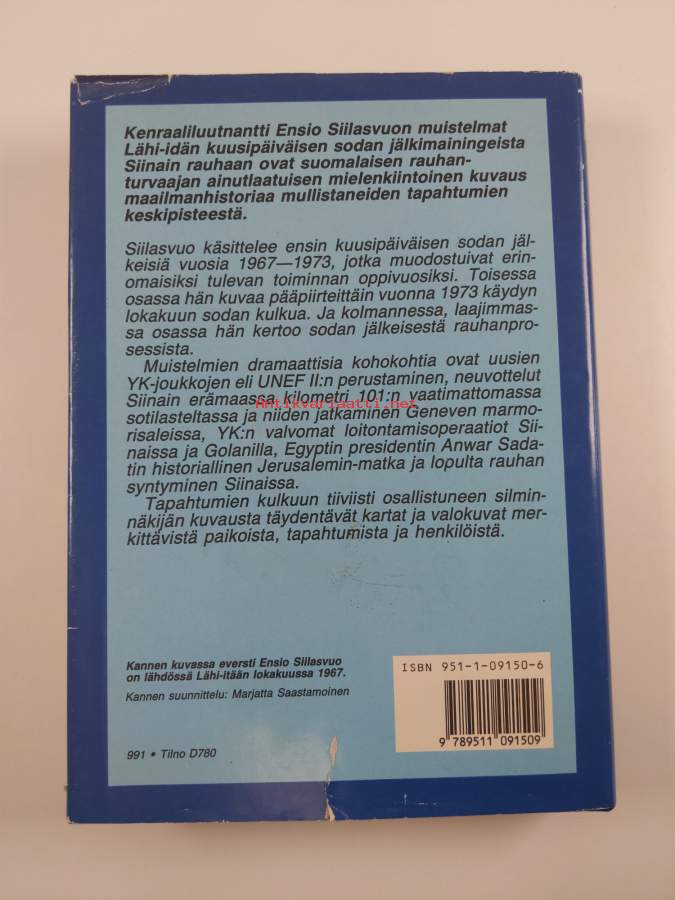 Kenraaliluutnantti Ensio Siilasvuon muistelmat
Lähi-idän kuusipäiväisen sodan jälkimainingeista
Siinain rauhaan ovat suomalaisen rauhan-
turvaajan ainutlaatuisen mielenkiintoinen kuvaus
maailmanhistoriaa mullistaneiden tapahtumien
keskipisteestä.
Siilasvuo käsittelee ensin kuusipäiväisen sodan jäl-
keisiä vuosia 1967—1973, jotka muodostuivat erin-
omaisiksi tulevan toiminnan oppivuosiksi. Toisessa
osassa hän kuvaa pääpiirteittäin vuonna 1973 käydyn
lokakuun sodan kulkua. Ja kolmannessa, laajimmas-
sa osassa hän kertoo sodan jälkeisestä rauhanpro-
sessista.
Muistelmien dramaattisia kohokohtia ovat uusien
YK-joukkojen eli UNEF II:n perustaminen, neuvottelut
Siinain erämaassa kilometri 101:n vaatimattomassa
antikvariaatti.net
sotilasteltassa ja niiden jatkaminen Geneven marmo-
risaleissa, YK:n valvomat loitontamisoperaatiot Sii-
naissa ja Golanilla, Egyptin presidentin Anwar Sada-
tin historiallinen Jerusalemin-matka ja lopulta rauhan
syntyminen Siinaissa.
Tapahtumien kulkuun tiiviisti osallistuneen silmin-
näkijän kuvausta täydentävät kartat ja valokuvat mer-
kittävistä paikoista, tapahtumista ja henkilöistä.
Kannen kuvassa eversti Ensio Siilasvuo
on lähdössä Lähi-itään lokakuussa 1967.
Kannen suunnittelu: Marjatta Saastamoinen
991 • Tilno D780
ISBN 951-1-09150-6
9 789511 091509